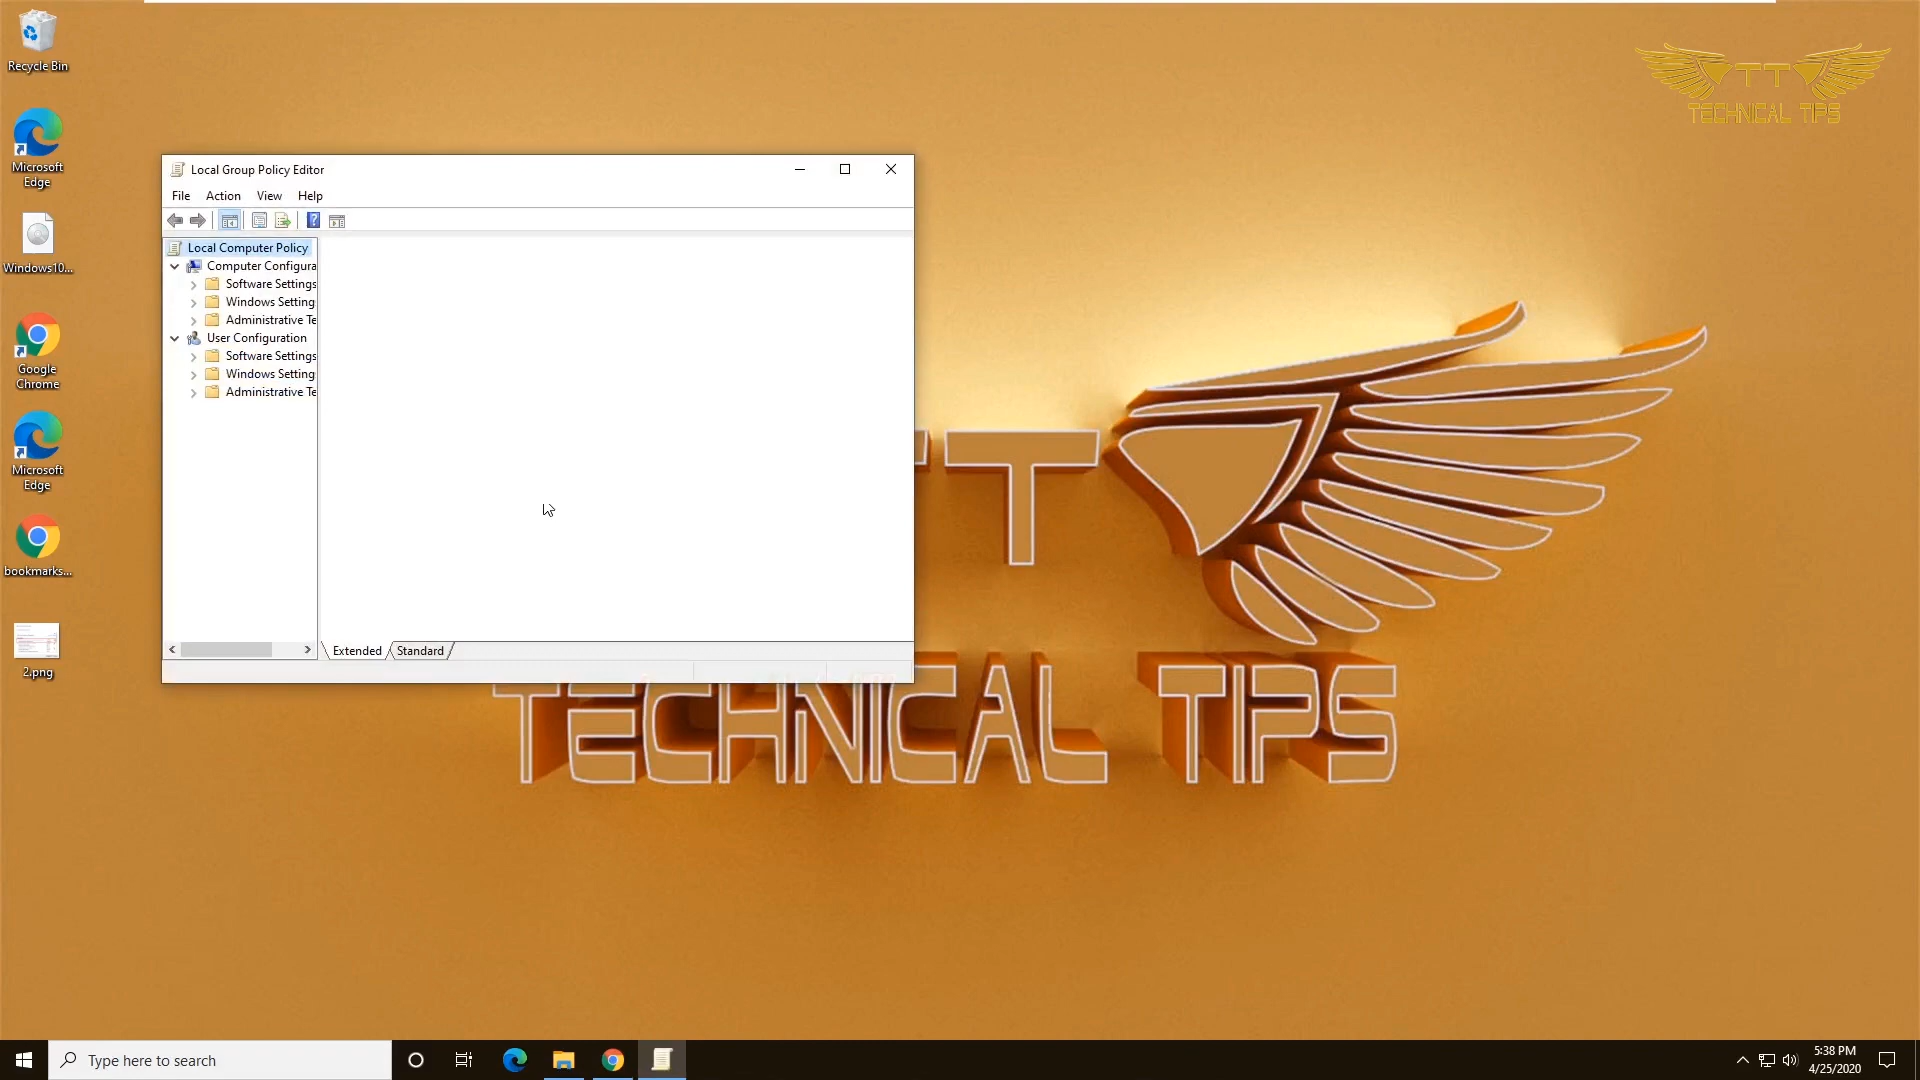 Recycle Bin
Microsoft
Edge
Windows10...
Google
Chrome
Microsoft
Edge
bookmarks...
2.png
TT
TECHNICAL TIPS
Local Group Policy Editor
File Action View Help
Local Computer Policy
Computer Configura
Software Settings
Windows Setting
Administrative Te
User Configuration
Software Settings
Windows Setting
Administrative Te
Extended Standard
T
TECHNICAL TIPS
Type here to search
5:38 PM
4/25/2020